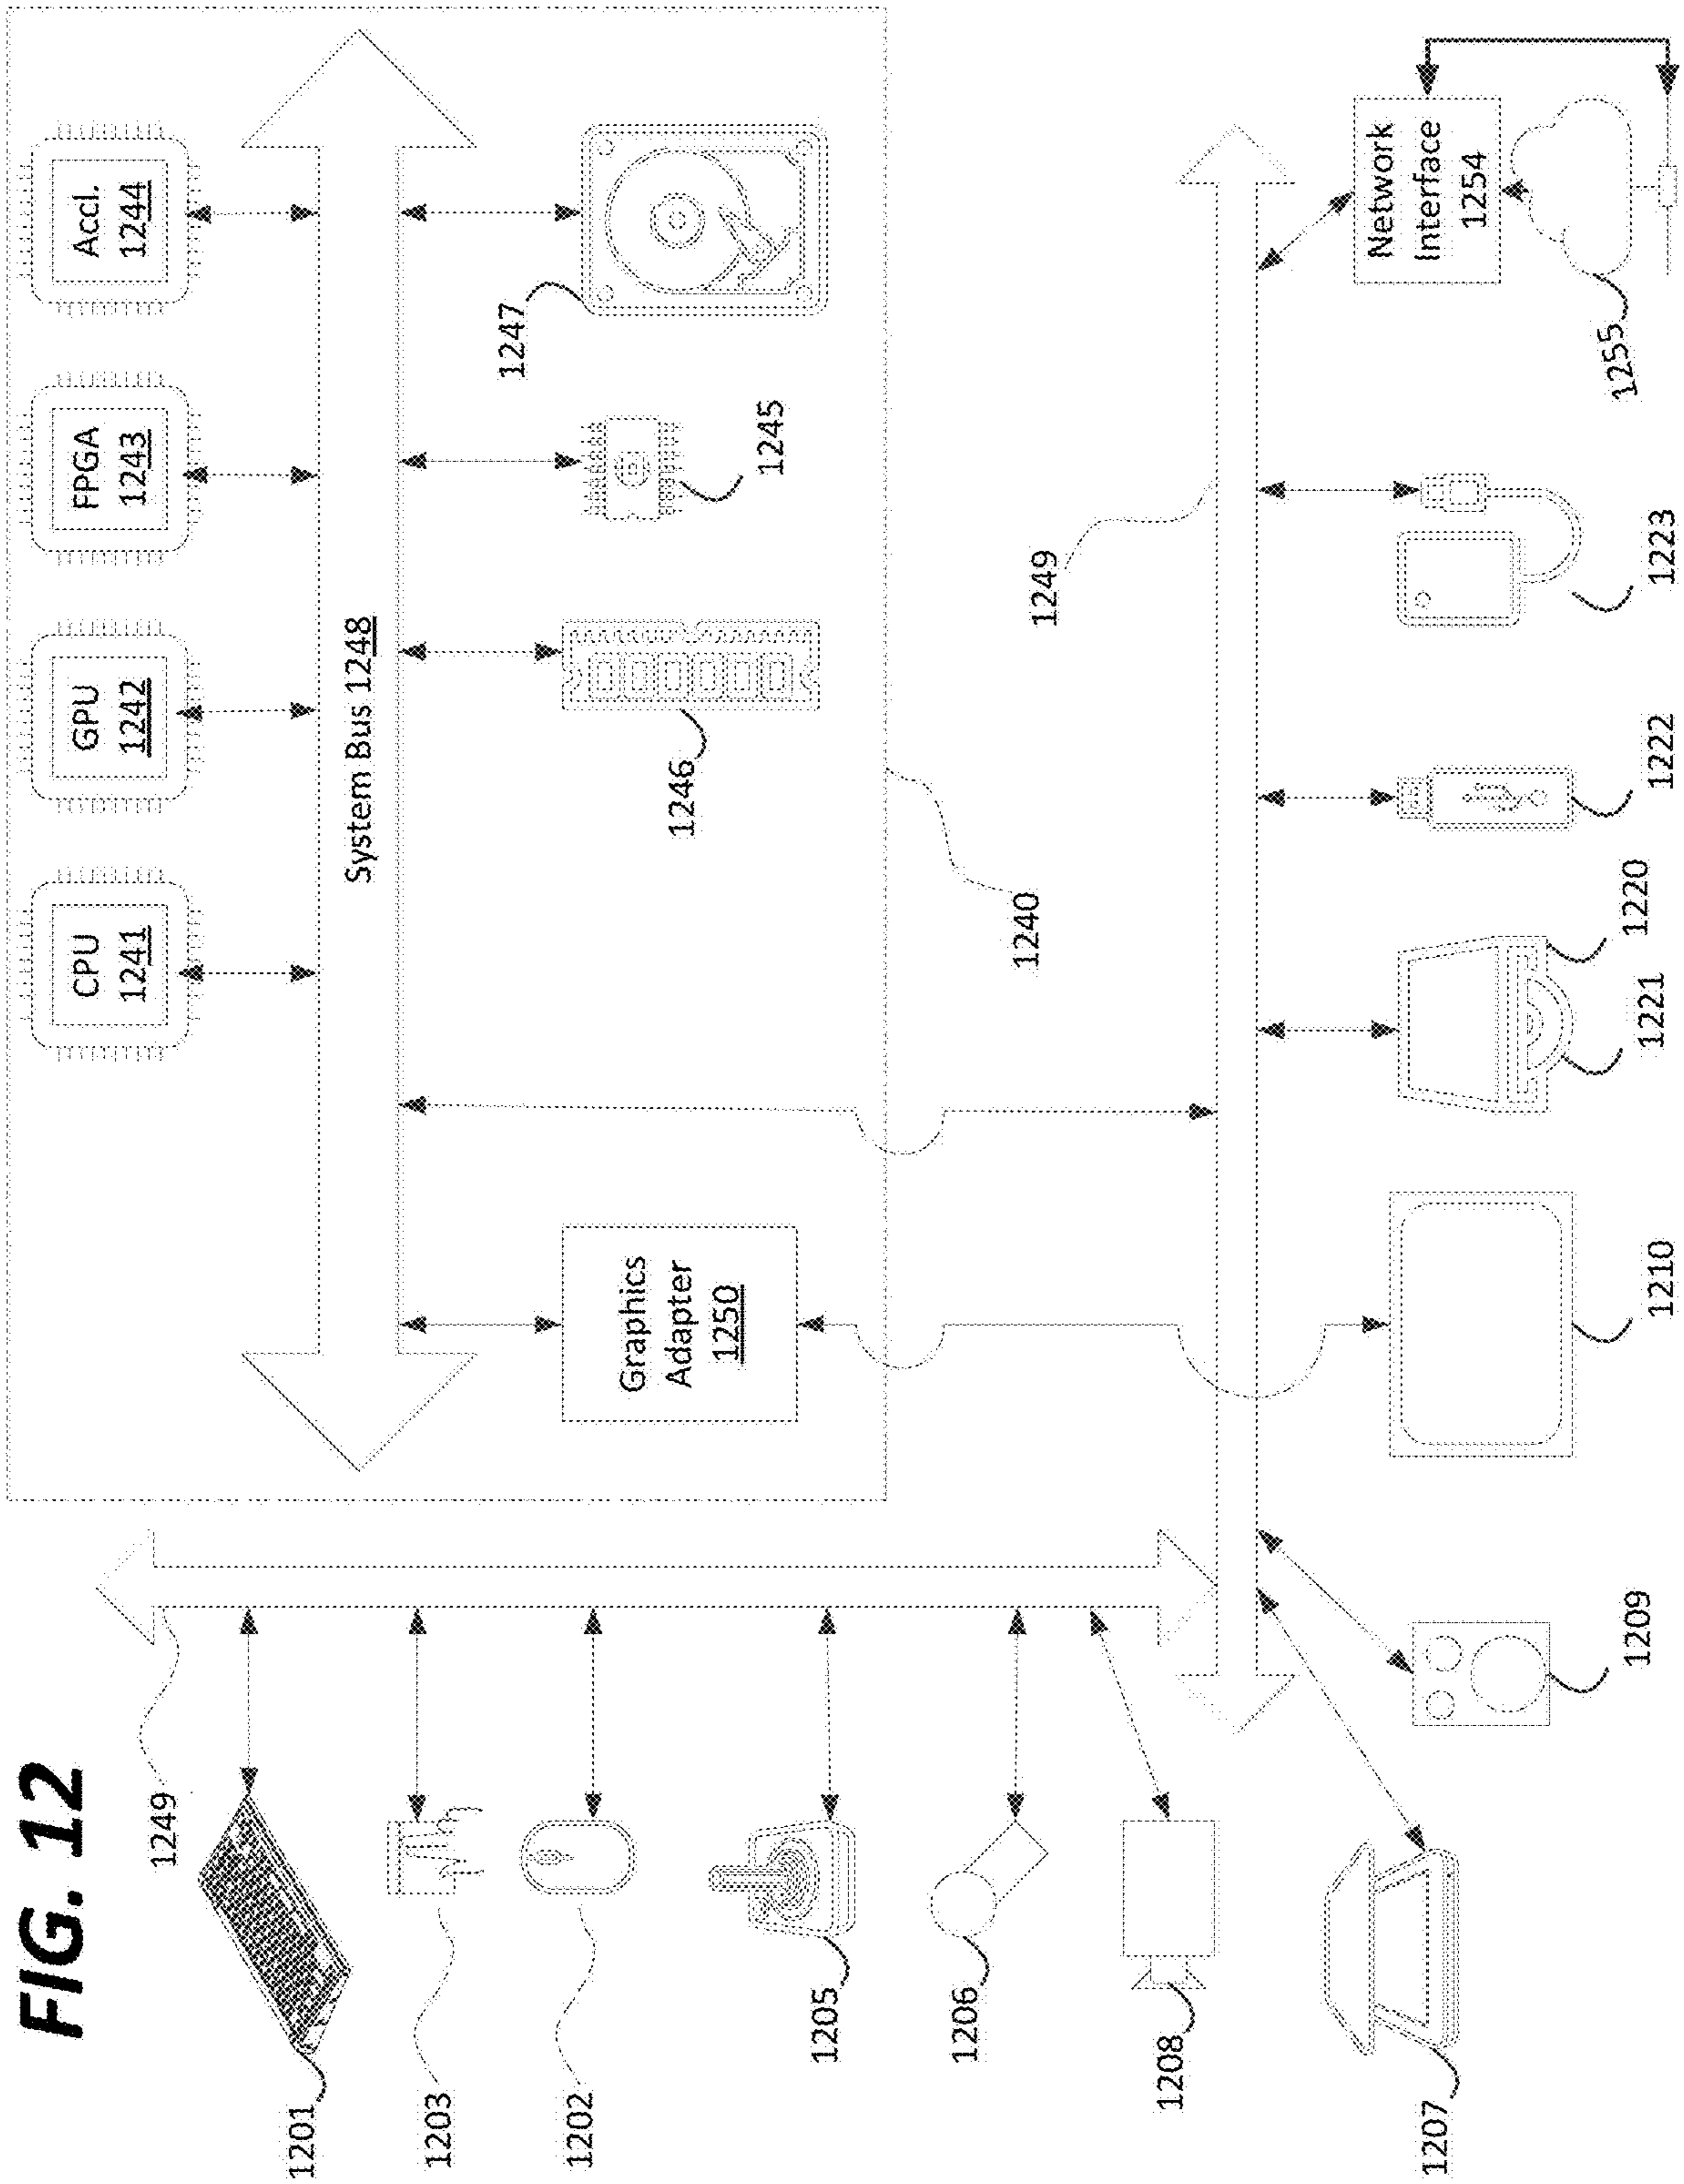 FIG. 12
CPU
1241
GPU
1242
FPGA
1243
Accl.
1244
System Bus 1248
1249
1201
1203
1202
1205
1206
1208
1207
Graphics
Adapter
1250
1246
1245
1247
1240
1249
1209
1210
1221
1220
1222
1223
Network
Interface
1254
1255